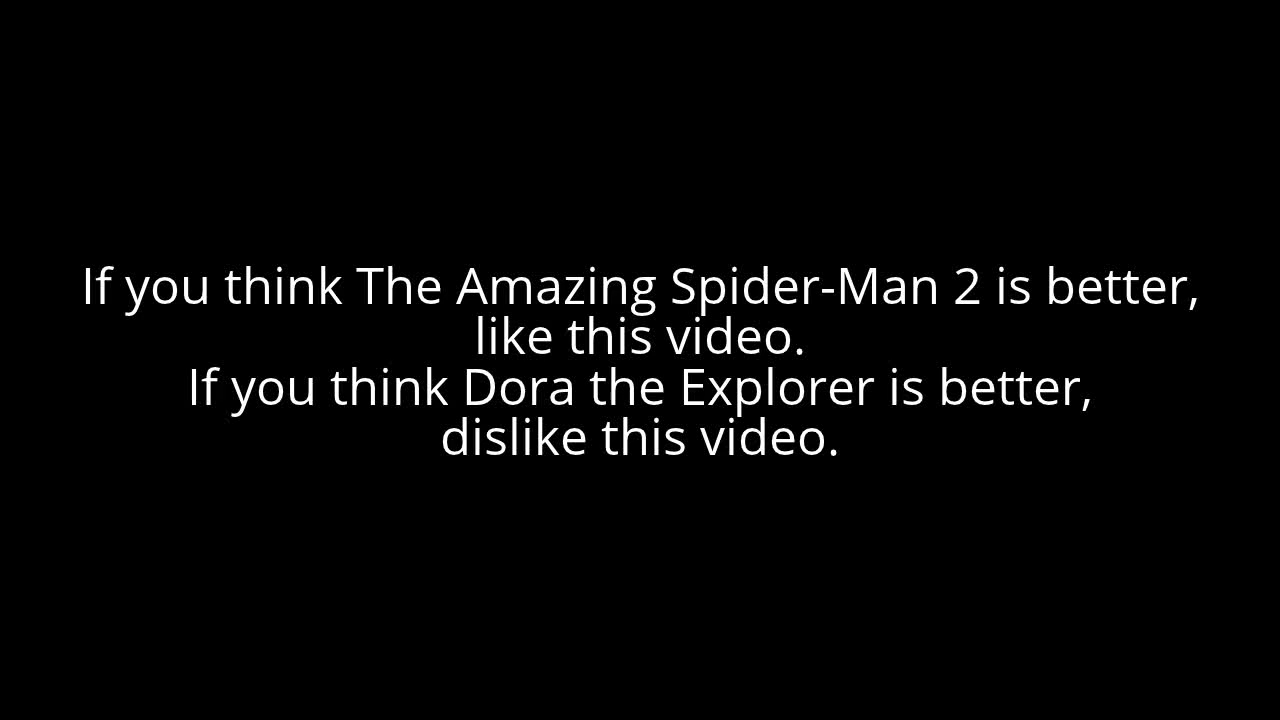 If you think The Amazing Spider-Man 2 is better,
like this video.
If you think Dora the Explorer is better,
dislike this video.